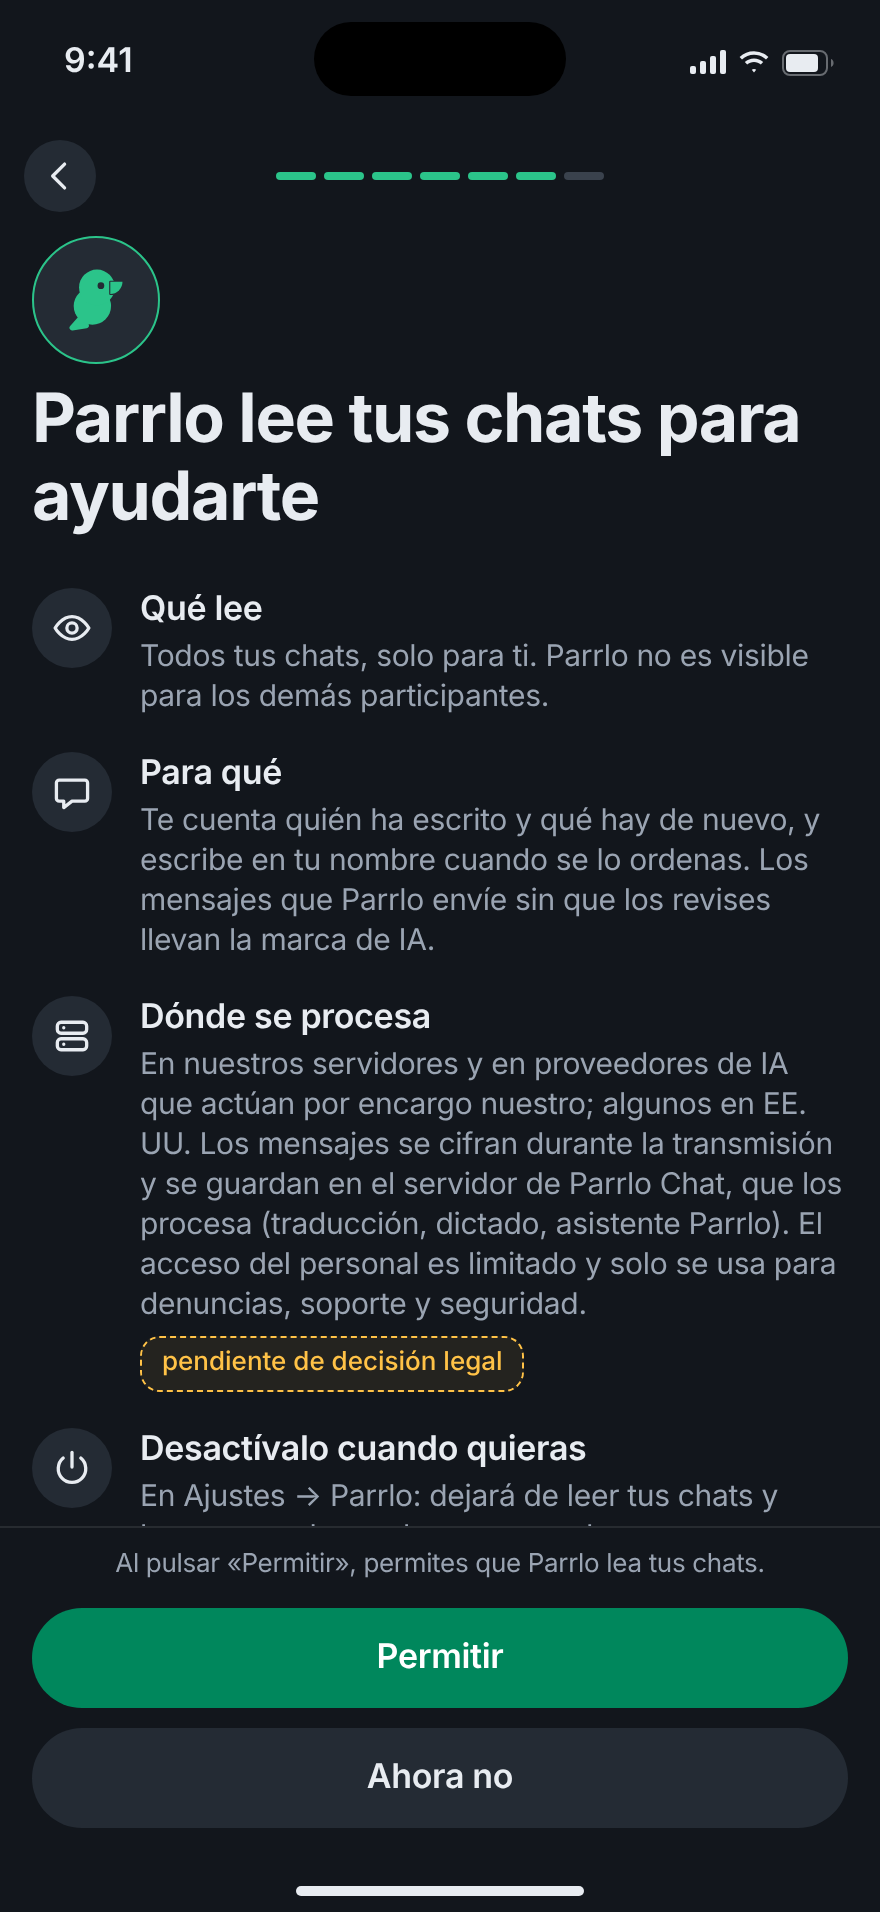 9:41
Parrlo lee tus chats para
ayudarte
Qué lee
Todos tus chats, solo para ti. Parrlo no es visible
para los demás participantes.
Para qué
Te cuenta quién ha escrito y qué hay de nuevo, y
escribe en tu nombre cuando se lo ordenas. Los
mensajes que Parrlo envíe sin que los revises
llevan la marca de IA.
Dónde se procesa
En nuestros servidores y en proveedores de IA
que actúan por encargo nuestro; algunos en EE.
UU. Los mensajes se cifran durante la transmisión
y se guardan en el servidor de Parrlo Chat, que los
procesa (traducción, dictado, asistente Parrlo). El
acceso del personal es limitado y solo se usa para
denuncias, soporte y seguridad.
pendiente de decisión legal
Desactívalo cuando quieras
En Ajustes → Parrlo: dejará de leer tus chats y
Al pulsar «Permitir», permites que Parrlo lea tus chats.
Permitir
Ahora no